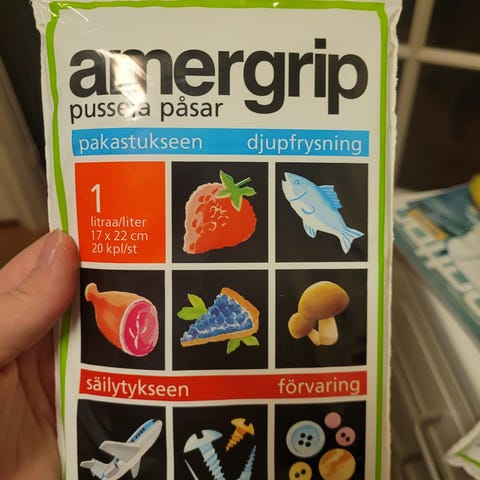 amergrip
pusseja påsar
pakastukseen djupfrysning
1
litraa/liter
17 x 22 cm
20 kpl/st
säilytykseen förvaring